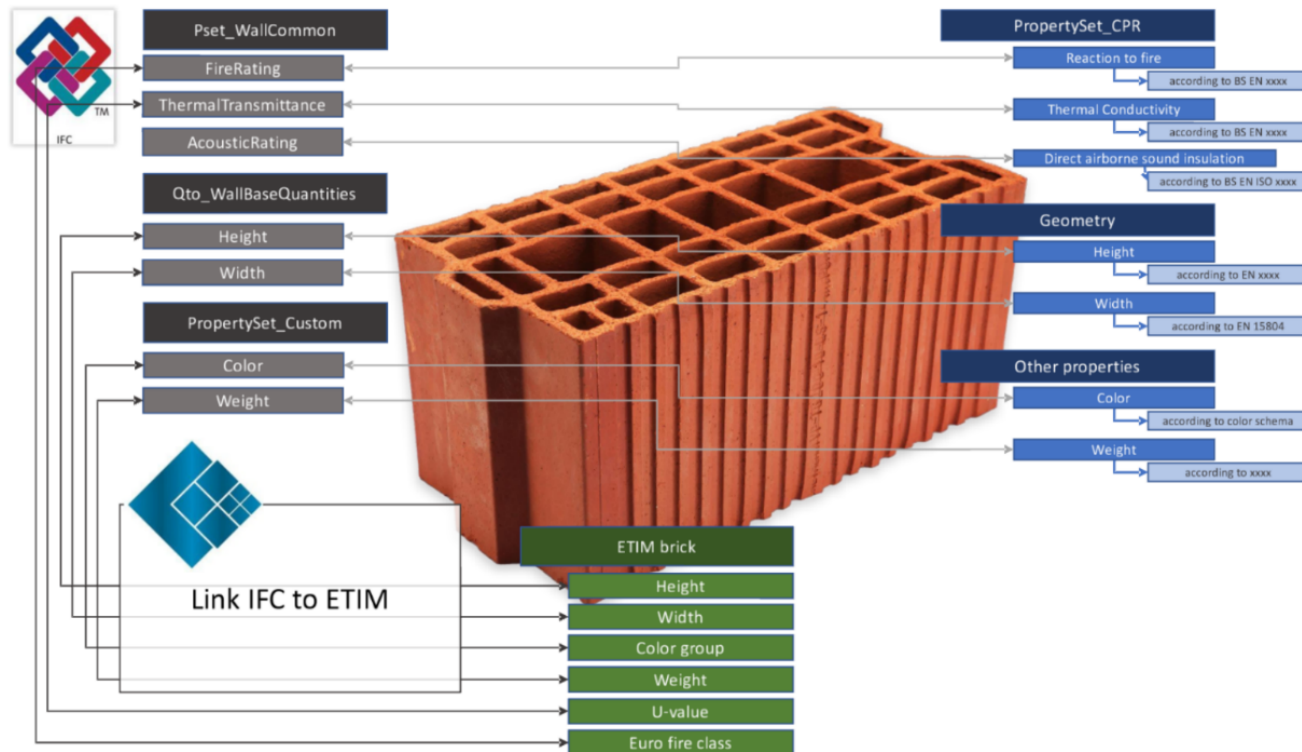 TM
IFC
Pset_WallCommon
FireRating
ThermalTransmittance
AcousticRating
Qto_WallBaseQuantities
Height
Width
PropertySet_Custom
Color
Weight
Link IFC to ETIM
ETIM brick
Height
Width
Color group
Weight
U-value
Euro fire class
PropertySet_CPR
Reaction to fire
according to BS EN xxxx
Thermal Conductivity
according to BS EN xxxx
Direct airborne sound insulation
according to BS EN ISO xxxx
Geometry
Height
according to EN xxxx
Width
according to EN 15804
Other properties
Color
according to color schema
Weight
according to xxxx